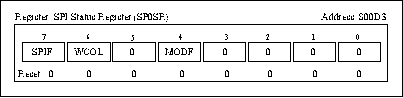 Register SPI Status Register (SP0SR) Address $00D3
7 6 5 4 3 2 1 0
SPIF WCOL 0 MODF 0 0 0 0
Reset 0 0 0 0 0 0 0 0